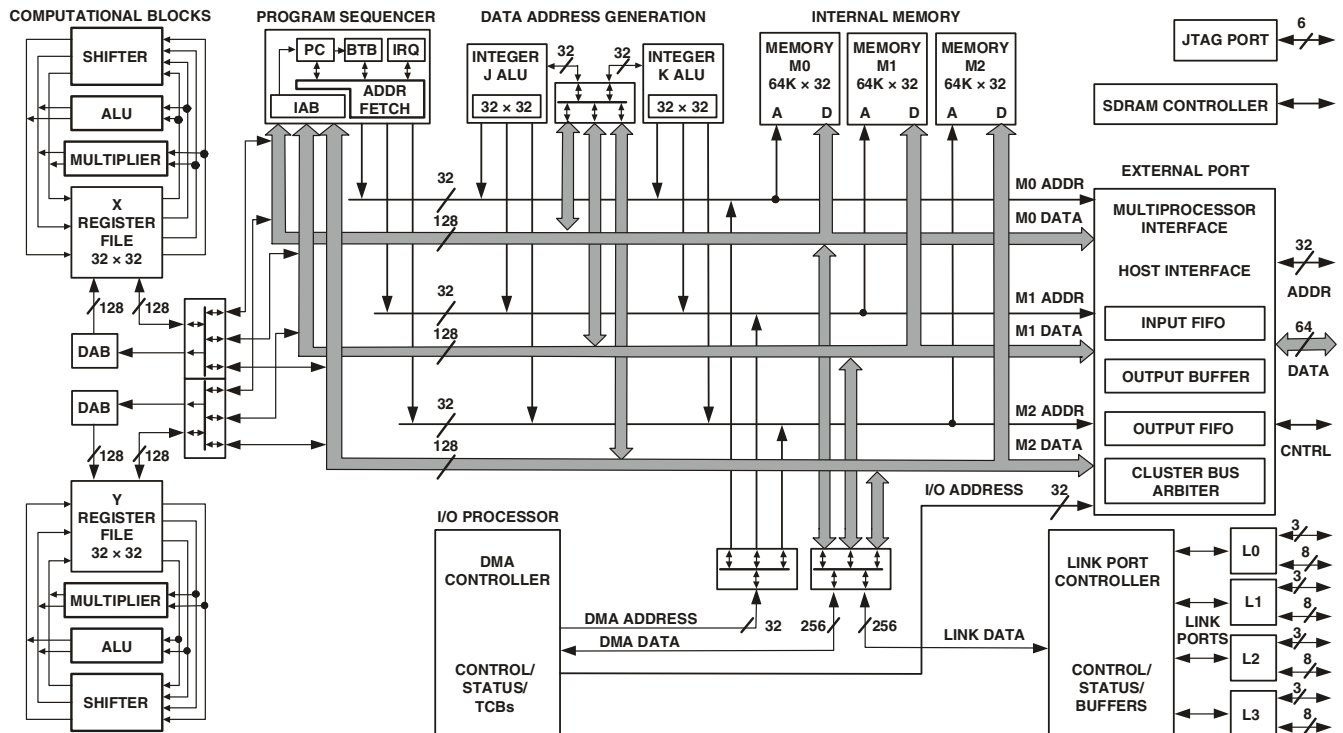 COMPUTATIONAL BLOCKS
SHIFTER
ALU
MULTIPLIER
X
REGISTER
FILE
32 × 32
128
128
DAB
DAB
128
128
Y
REGISTER
FILE
32 × 32
MULTIPLIER
ALU
SHIFTER
PROGRAM SEQUENCER
PC
BTB
IRQ
ADDR
FETCH
IAB
DATA ADDRESS GENERATION
INTEGER
J ALU
32 × 32
32
32
INTEGER
K ALU
32 × 32
INTERNAL MEMORY
MEMORY
M0
64K × 32
A
D
MEMORY
M1
64K × 32
A
D
MEMORY
M2
64K × 32
A
D
32
128
32
128
32
128
M0 ADDR
M0 DATA
M1 ADDR
M1 DATA
M2 ADDR
M2 DATA
I/O ADDRESS
32
JTAG PORT
6
SDRAM CONTROLLER
EXTERNAL PORT
MULTIPROCESSOR
INTERFACE
HOST INTERFACE
INPUT FIFO
OUTPUT BUFFER
OUTPUT FIFO
CLUSTER BUS
ARBITER
32
ADDR
64
DATA
CNTRL
I/O PROCESSOR
DMA
CONTROLLER
CONTROL/
STATUS/
TCBs
DMA ADDRESS
32
DMA DATA
256
256
LINK DATA
LINK PORT
CONTROLLER
CONTROL/
STATUS/
BUFFERS
LINK
PORTS
L0
3
8
L1
3
8
L2
3
8
L3
3
8